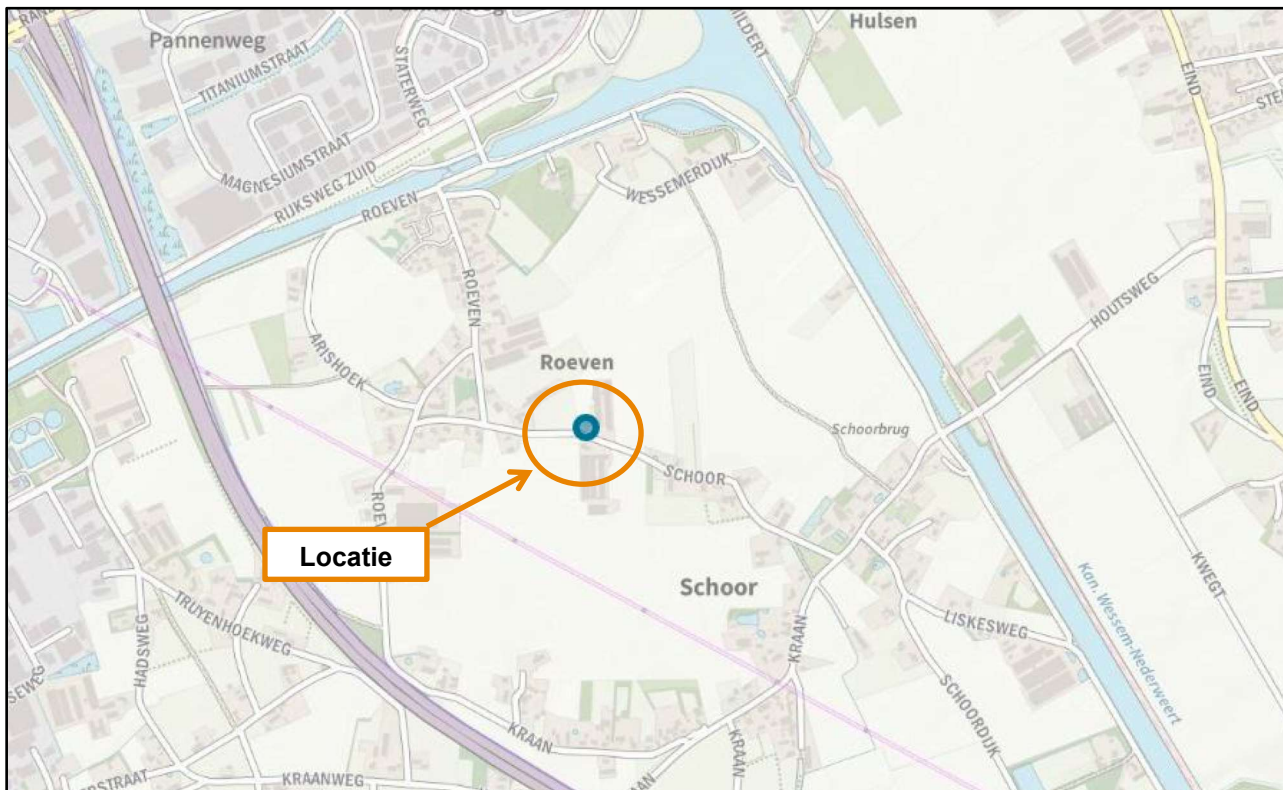 Hulsen
Pannenweg
TITANIUMSTRAAT
STATERWEG
EIND
MAGNESIUMSTRAAT
RIJKSWEG ZUID
ROEVEN
WESSEMERDIJK
ROEVEN
HOUTSWEG
ARISHOEK
Roeven
EIND
EIND
Schoorbrug
SCHOOR
Locatie
Schoor
KWEGT
Kan. Wessem-Nederweert
TRUYENHOEKWEG
HADSWEG
LISKESWEG
KRAAN
SCHOORDIJK
KRAAN
KRAAN
KRAANWEG